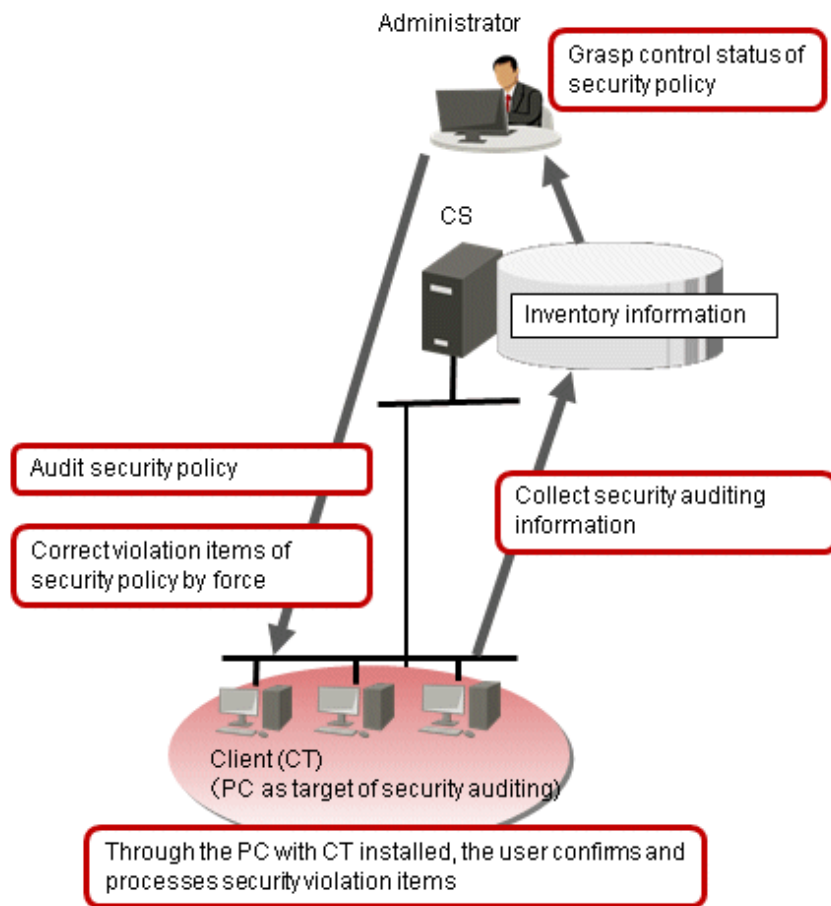 Administrator
Grasp control status of
security policy
CS
Inventory information
Audit security policy
Collect security auditing
information
Correct violation items of
security policy by force
Client (CT)
（PC as target of security auditing)
Through the PC with CT installed, the user confirms and
processes security violation items